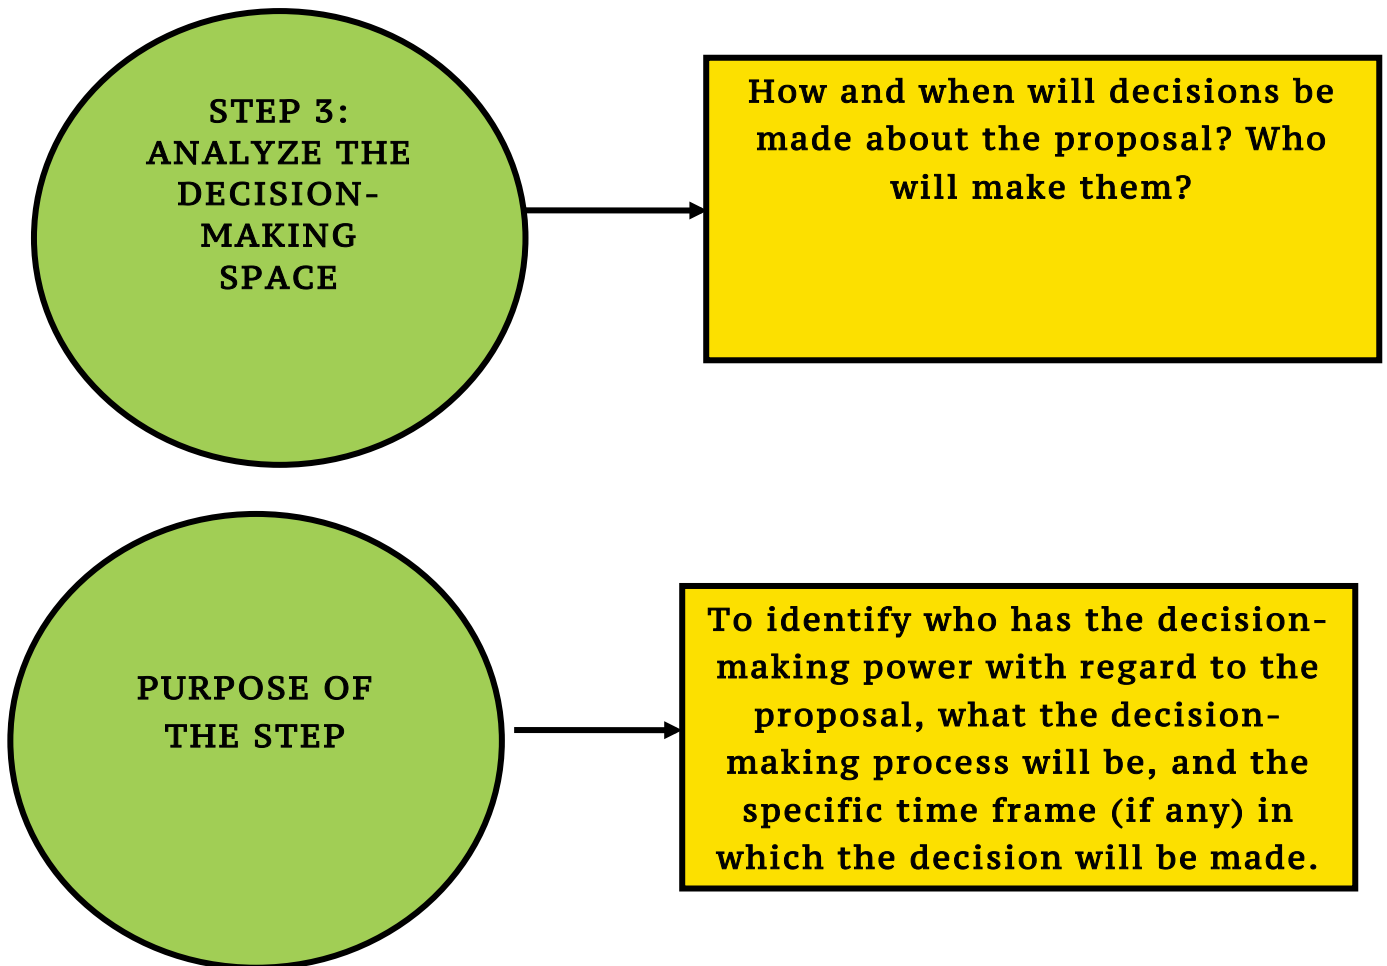 STEP 3:
ANALYZE THE
DECISION-
MAKING
SPACE
How and when will decisions be
made about the proposal? Who
will make them?
PURPOSE OF
THE STEP
To identify who has the decision-
making power with regard to the
proposal, what the decision-
making process will be, and the
specific time frame (if any) in
which the decision will be made.